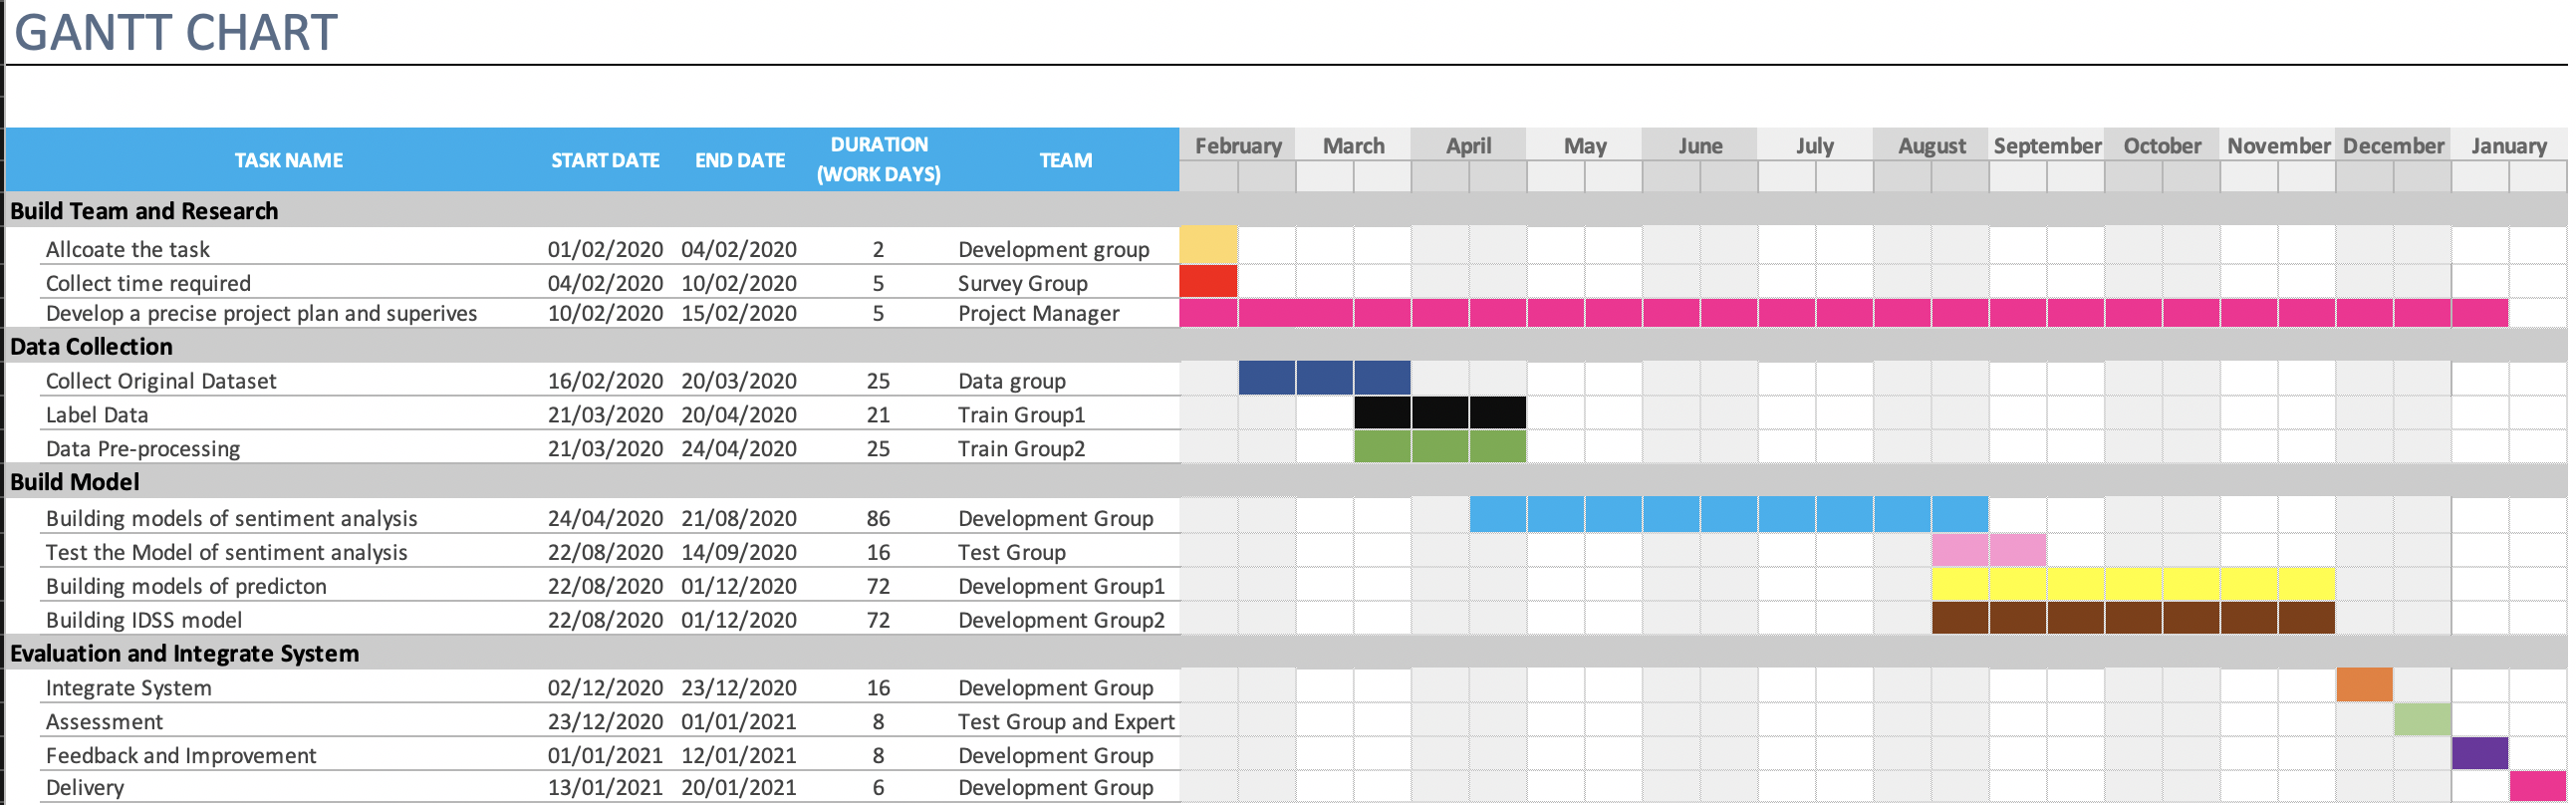 GANTT CHART
TASK NAME START DATE END DATE DURATION (WORK DAYS) TEAM February March April May June July August September October November December January
Build Team and Research
Allcoate the task 01/02/2020 04/02/2020 2 Development group
Collect time required 04/02/2020 10/02/2020 5 Survey Group
Develop a precise project plan and superives 10/02/2020 15/02/2020 5 Project Manager
Data Collection
Collect Original Dataset 16/02/2020 20/03/2020 25 Data group
Label Data 21/03/2020 20/04/2020 21 Train Group1
Data Pre-processing 21/03/2020 24/04/2020 25 Train Group2
Build Model
Building models of sentiment analysis 24/04/2020 21/08/2020 86 Development Group
Test the Model of sentiment analysis 22/08/2020 14/09/2020 16 Test Group
Building models of predicton 22/08/2020 01/12/2020 72 Development Group1
Building IDSS model 22/08/2020 01/12/2020 72 Development Group2
Evaluation and Integrate System
Integrate System 02/12/2020 23/12/2020 16 Development Group
Assessment 23/12/2020 01/01/2021 8 Test Group and Expert
Feedback and Improvement 01/01/2021 12/01/2021 8 Development Group
Delivery 13/01/2021 20/01/2021 6 Development Group